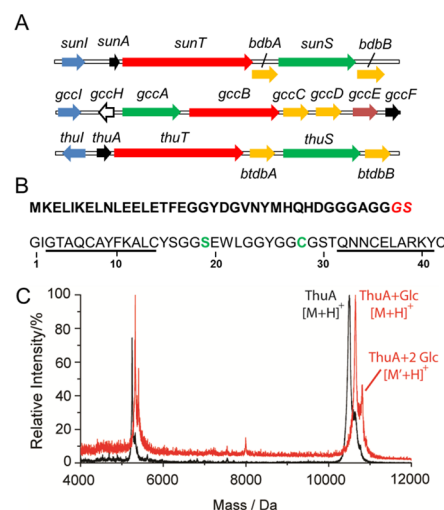 A
sunI sunA sunT bdbA sunS bdbB
gccI gccH gccA gccB gccC gccD gccE gccF
thuI thuA thuT btdbA thuS btdbB
B
MKELIKELNLEELETFEGGYDGVNYMHQHDGGGAGGGS
GIGTAQCAYFKALCYSGGSEWLGGYGGCGSTQNNCELARKYC
1 10 20 30 40
C
Relative Intensity/%
100
80
60
40
20
0
ThuA
[M+H]+
ThuA+Glc
[M+H]+
ThuA+2 Glc
[M'+H]+
4000 6000 8000 10000 12000
Mass / Da